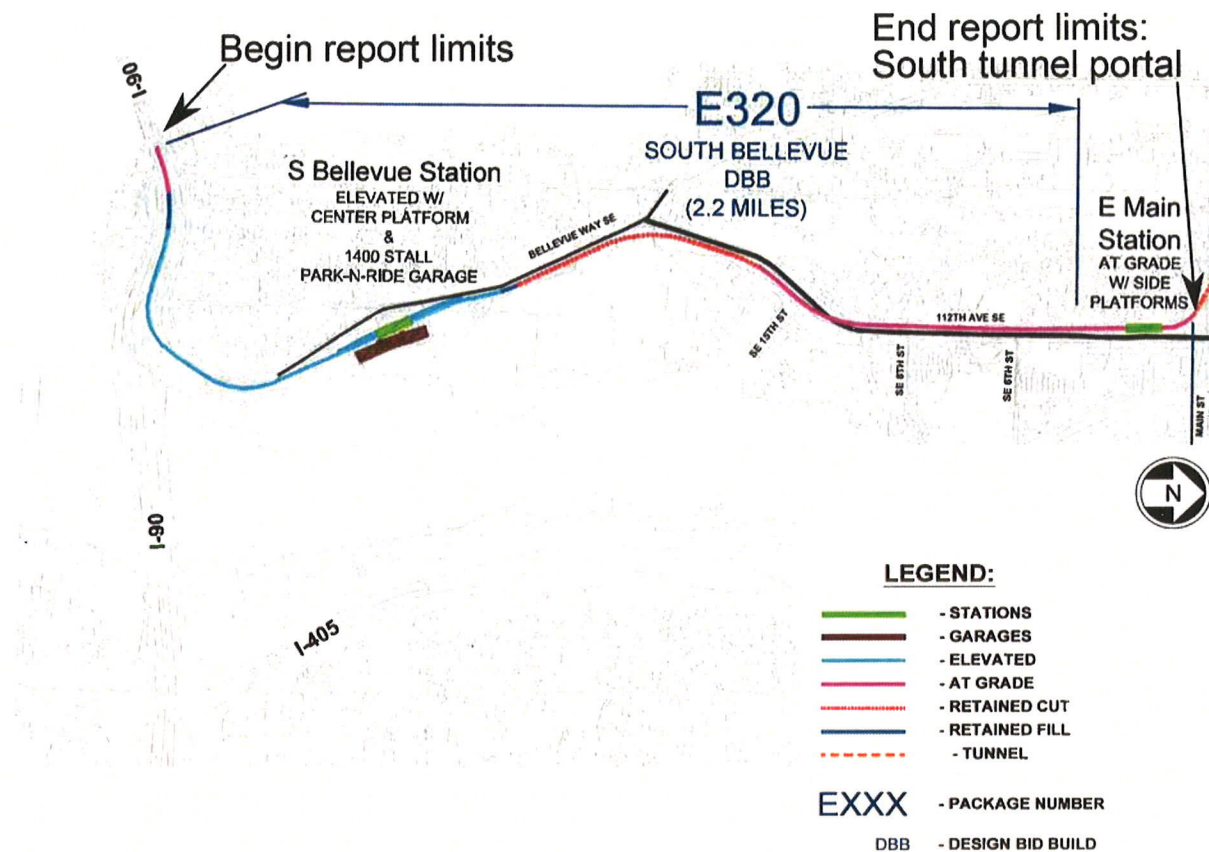 Begin report limits
End report limits:
South tunnel portal
I-90
E320
SOUTH BELLEVUE
DBB
(2.2 MILES)
S Bellevue Station
ELEVATED W/
CENTER PLATFORM
&
1400 STALL
PARK-N-RIDE GARAGE
BELLEVUE WAY SE
E Main
Station
AT GRADE
W/ SIDE
PLATFORMS
112TH AVE SE
SE 15TH ST
SE 8TH ST
SE 6TH ST
MAIN ST
N
I-90
I-405
LEGEND:
- STATIONS
- GARAGES
- ELEVATED
- AT GRADE
- RETAINED CUT
- RETAINED FILL
- TUNNEL
EXXX - PACKAGE NUMBER
DBB - DESIGN BID BUILD